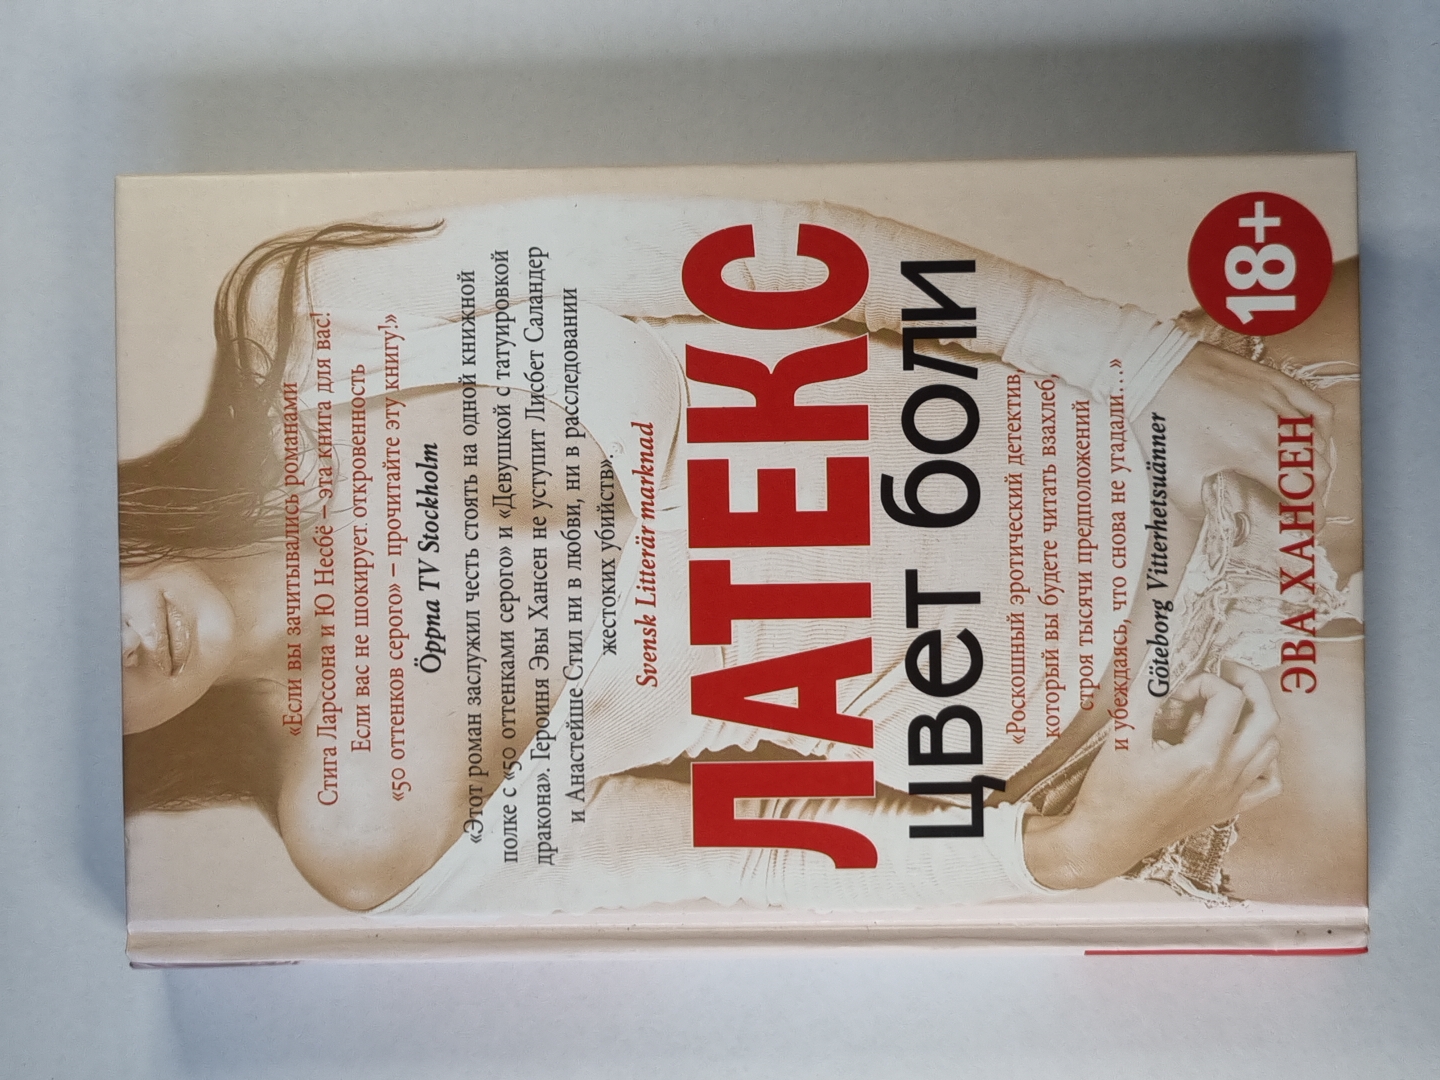 «Если вы зачитывались романами
Стига Ларссона и Ю Несбё – эта книга для вас!
Если вас не шокирует откровенность
«50 оттенков серого» – прочитайте эту книгу!»
Öppna TV Stockholm
«Этот роман заслужил честь стоять на одной книжной
полке с «50 оттенками серого» и «Девушкой с татуировкой
дракона». Героиня Эвы Хансен не уступит Лисбет Саландер
и Анастейше Стил ни в любви, ни в расследовании
жестоких убийств».
Svensk Litterär marknad
ЛАТЕКС
цвет боли
«Роскошный эротический детектив,
который вы будете читать взахлеб,
строя тысячи предположений
и убеждаясь, что снова не угадали…»
Göteborg Vitterhetsuänner
18+
ЭВА ХАНСЕН